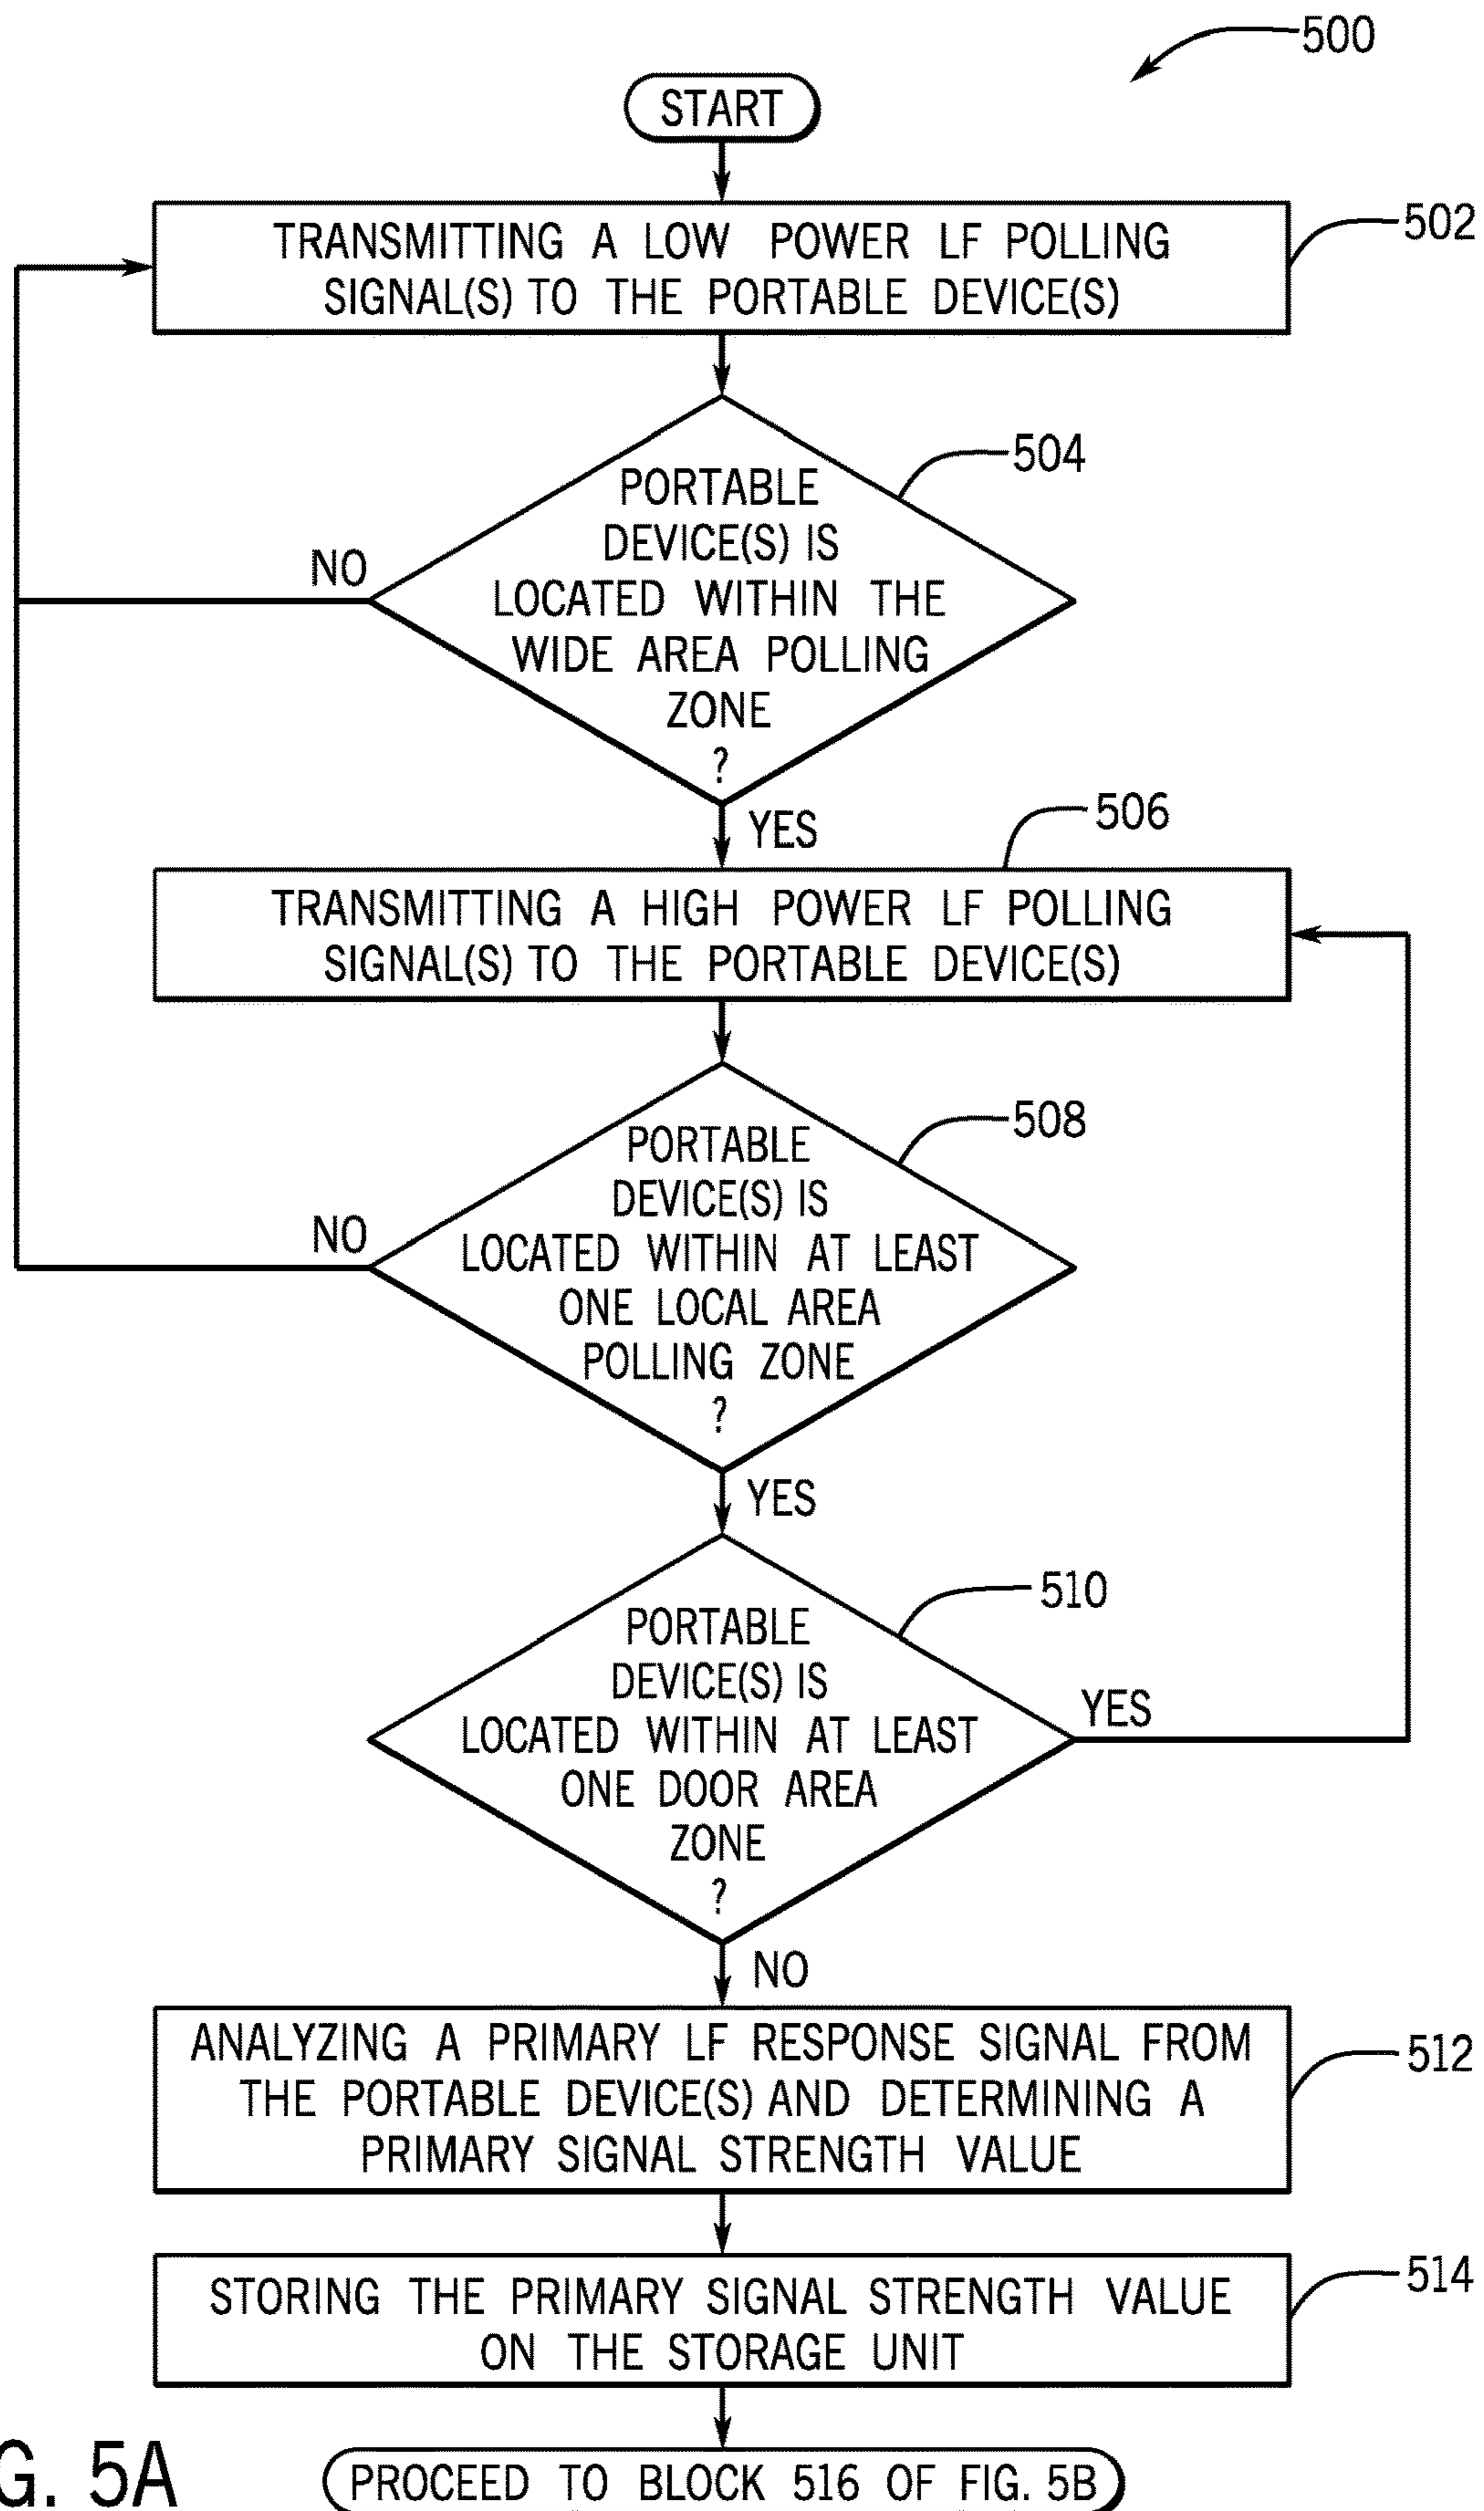 500
START
TRANSMITTING A LOW POWER LF POLLING
SIGNAL(S) TO THE PORTABLE DEVICE(S)
502
PORTABLE
DEVICE(S) IS
LOCATED WITHIN THE
WIDE AREA POLLING
ZONE
?
504
NO
YES
506
TRANSMITTING A HIGH POWER LF POLLING
SIGNAL(S) TO THE PORTABLE DEVICE(S)
508
PORTABLE
DEVICE(S) IS
LOCATED WITHIN AT LEAST
ONE LOCAL AREA
POLLING ZONE
?
NO
YES
510
PORTABLE
DEVICE(S) IS
LOCATED WITHIN AT LEAST
ONE DOOR AREA
ZONE
?
YES
NO
ANALYZING A PRIMARY LF RESPONSE SIGNAL FROM
THE PORTABLE DEVICE(S) AND DETERMINING A
PRIMARY SIGNAL STRENGTH VALUE
512
STORING THE PRIMARY SIGNAL STRENGTH VALUE
ON THE STORAGE UNIT
514
G. 5A
PROCEED TO BLOCK 516 OF FIG. 5B